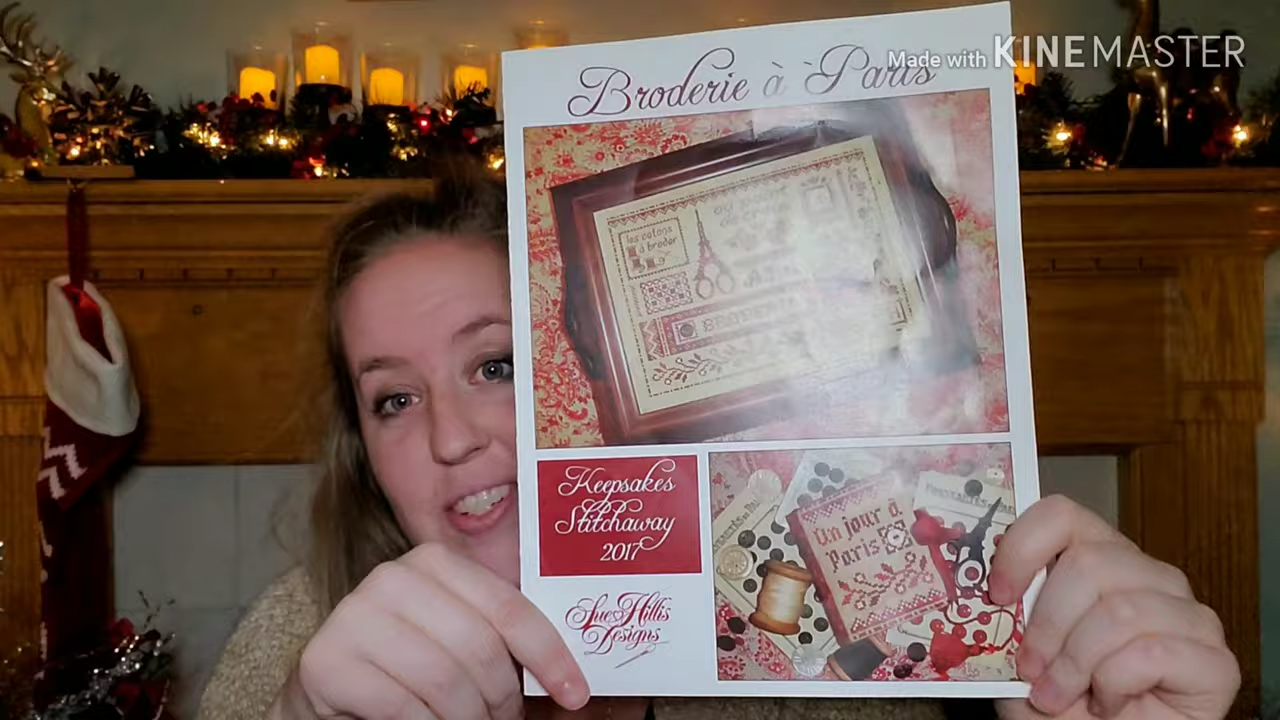 Made with KINEMASTER
Broderie à Paris
les cotons
à broder
Keepsakes
Stitchaway
2017
Un jour à
Paris
Sue Hillis
Designs